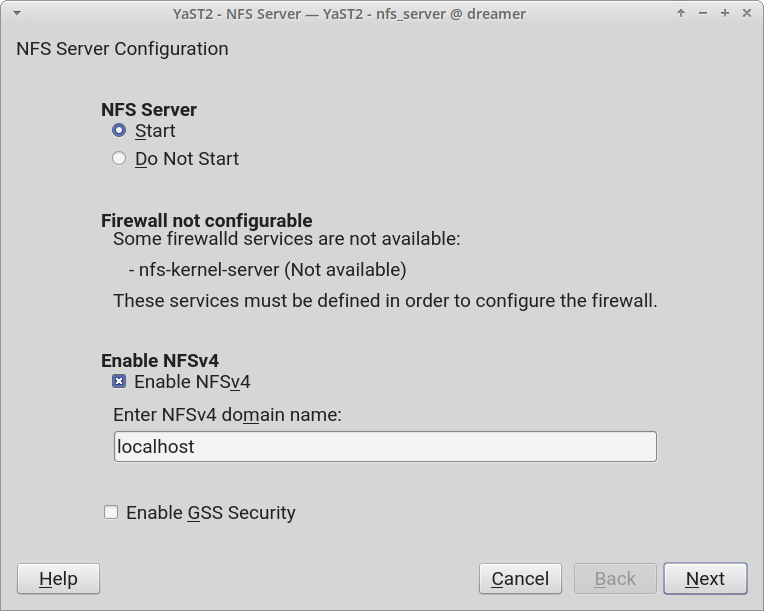 YaST2 - NFS Server — YaST2 - nfs_server @ dreamer
NFS Server Configuration
NFS Server
Start
Do Not Start
Firewall not configurable
Some firewalld services are not available:
- nfs-kernel-server (Not available)
These services must be defined in order to configure the firewall.
Enable NFSv4
Enable NFSv4
Enter NFSv4 domain name:
localhost
Enable GSS Security
Help Cancel Back Next